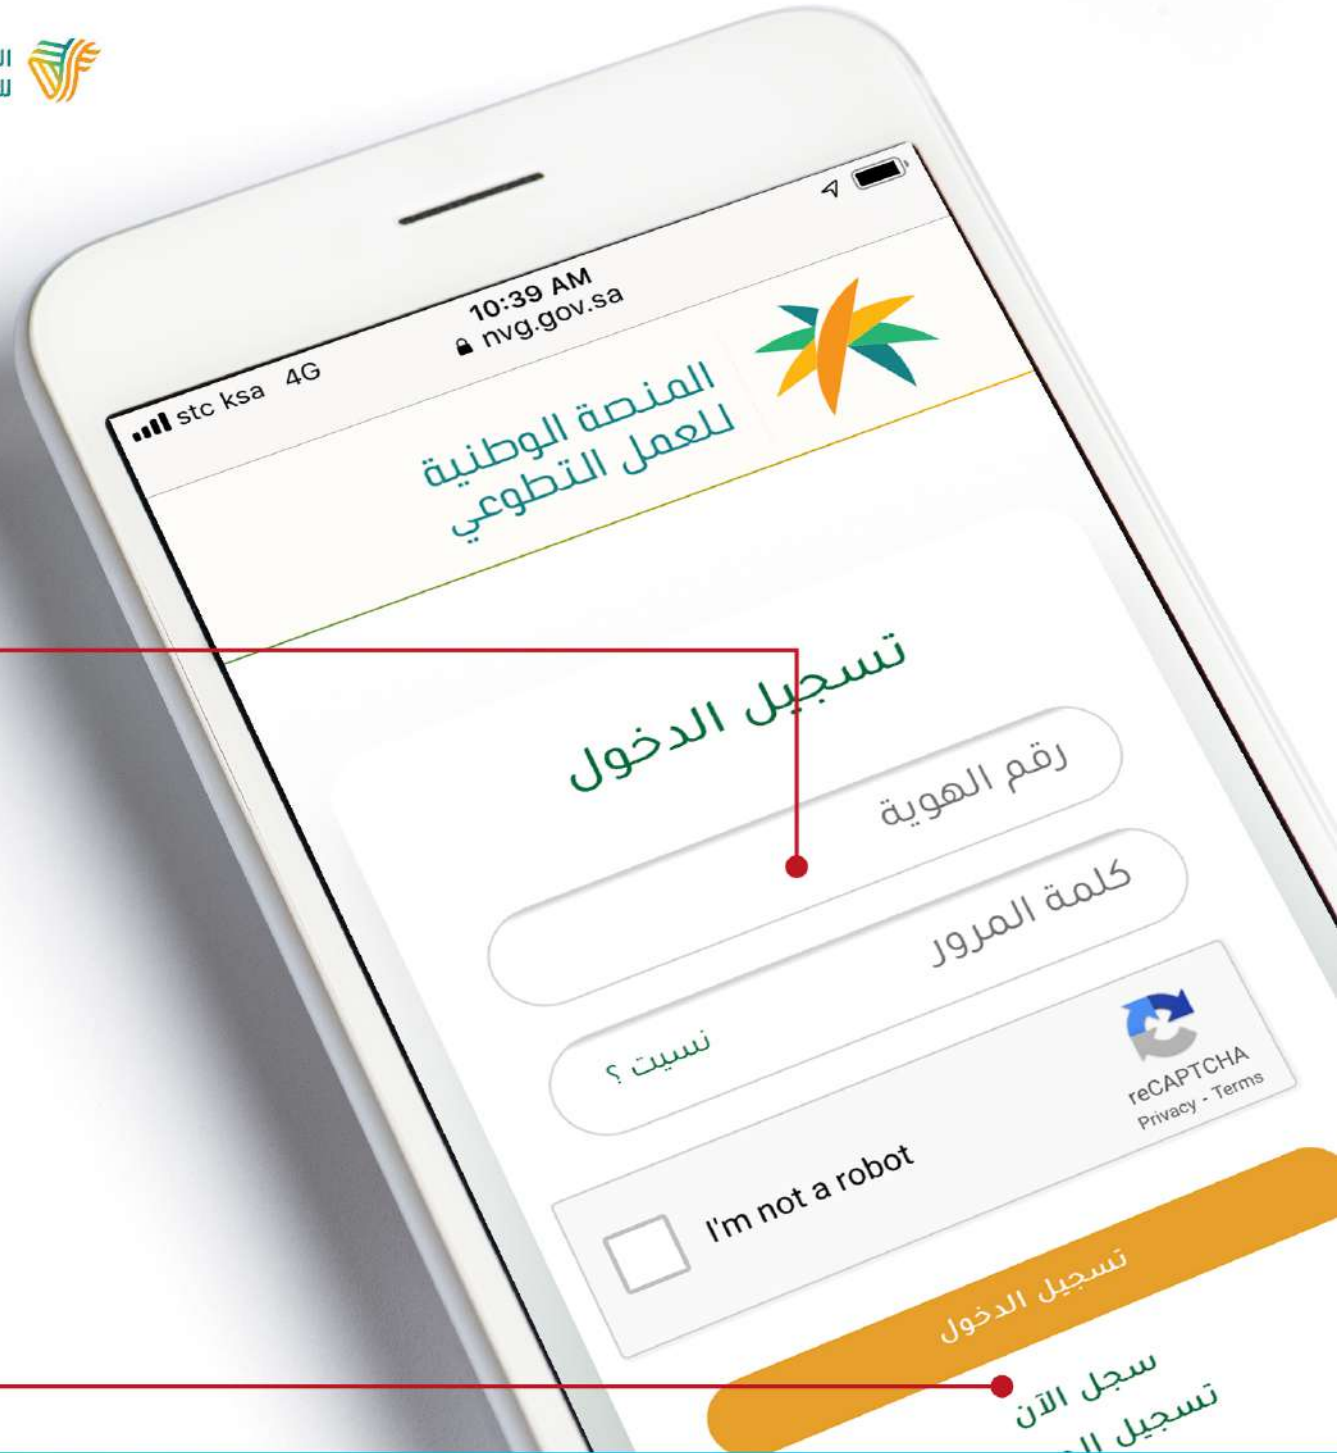 stc ksa 4G
10:39 AM
nvg.gov.sa
المنصة الوطنية
للعمل التطوعي
تسجيل الدخول
رقم الهوية
كلمة المرور
نسيت ؟
I'm not a robot
reCAPTCHA
Privacy - Terms
تسجيل الدخول
سجل الآن
تسجيل